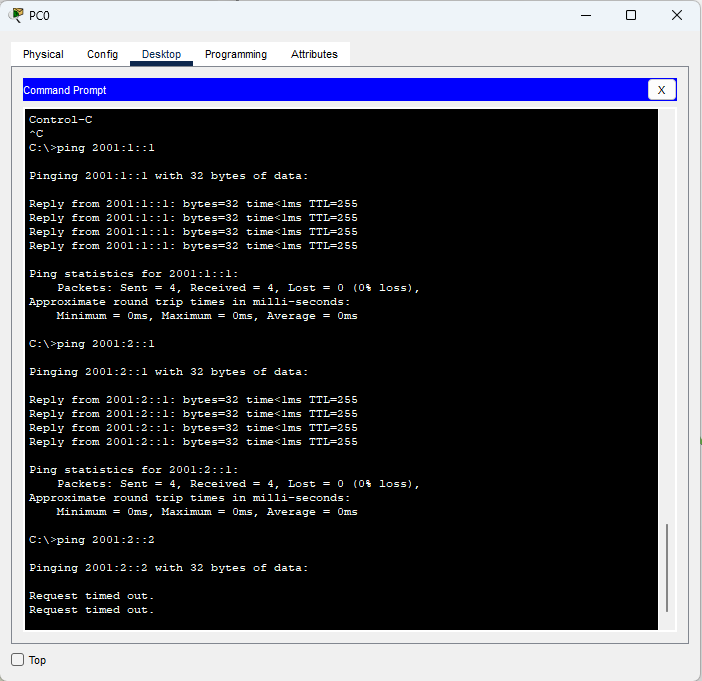 PC0
Physical Config Desktop Programming Attributes
Command Prompt
X
Control-C
^C
C:\>ping 2001:1::1
Pinging 2001:1::1 with 32 bytes of data:
Reply from 2001:1::1: bytes=32 time<1ms TTL=255
Reply from 2001:1::1: bytes=32 time<1ms TTL=255
Reply from 2001:1::1: bytes=32 time<1ms TTL=255
Reply from 2001:1::1: bytes=32 time<1ms TTL=255
Ping statistics for 2001:1::1:
Packets: Sent = 4, Received = 4, Lost = 0 (0% loss),
Approximate round trip times in milli-seconds:
Minimum = 0ms, Maximum = 0ms, Average = 0ms
C:\>ping 2001:2::1
Pinging 2001:2::1 with 32 bytes of data:
Reply from 2001:2::1: bytes=32 time<1ms TTL=255
Reply from 2001:2::1: bytes=32 time<1ms TTL=255
Reply from 2001:2::1: bytes=32 time<1ms TTL=255
Reply from 2001:2::1: bytes=32 time<1ms TTL=255
Ping statistics for 2001:2::1:
Packets: Sent = 4, Received = 4, Lost = 0 (0% loss),
Approximate round trip times in milli-seconds:
Minimum = 0ms, Maximum = 0ms, Average = 0ms
C:\>ping 2001:2::2
Pinging 2001:2::2 with 32 bytes of data:
Request timed out.
Request timed out.
Top